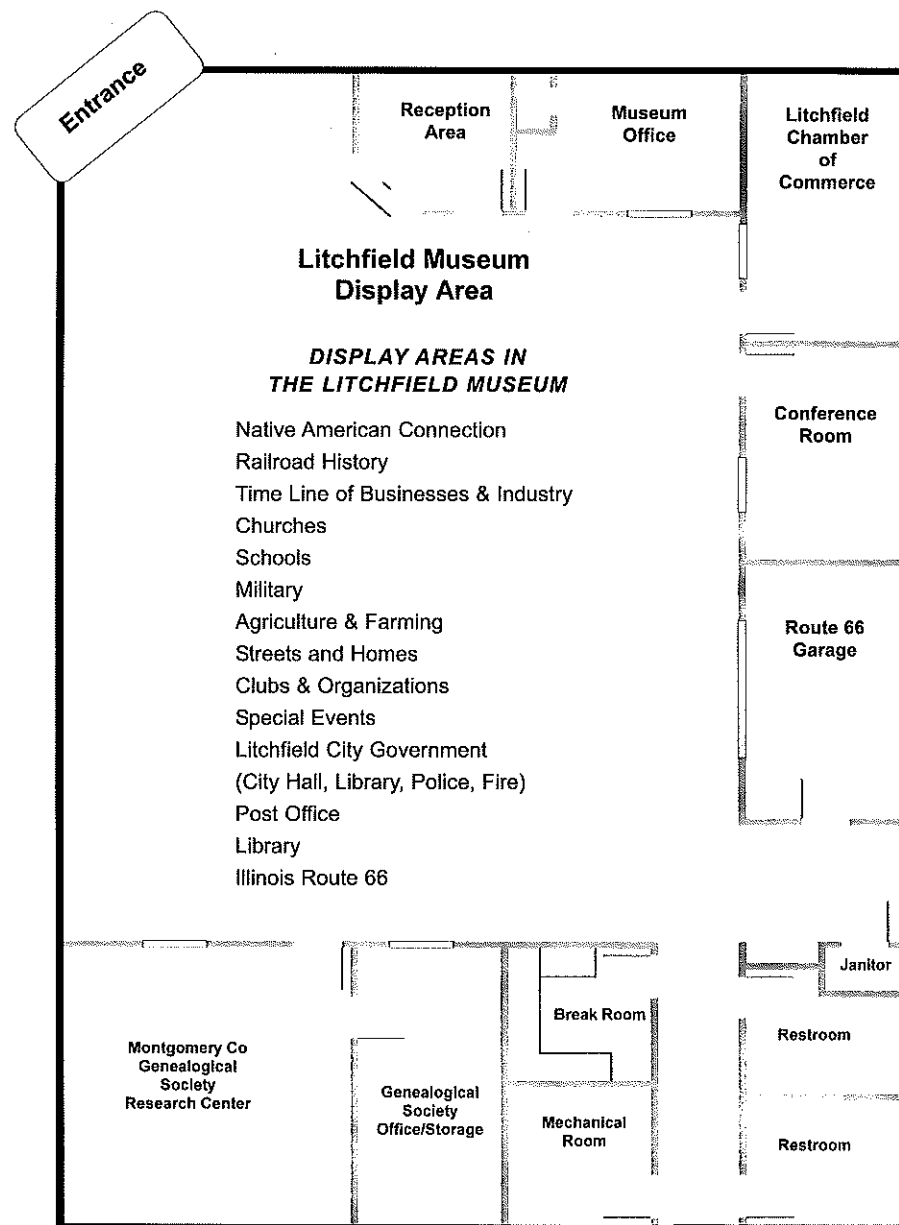 Entrance
Reception
Area
Museum
Office
Litchfield
Chamber
of
Commerce
Litchfield Museum
Display Area
DISPLAY AREAS IN
THE LITCHFIELD MUSEUM
Native American Connection
Railroad History
Time Line of Businesses & Industry
Churches
Schools
Military
Agriculture & Farming
Streets and Homes
Clubs & Organizations
Special Events
Litchfield City Government
(City Hall, Library, Police, Fire)
Post Office
Library
Illinois Route 66
Conference
Room
Route 66
Garage
Janitor
Restroom
Restroom
Break Room
Mechanical
Room
Montgomery Co
Genealogical
Society
Research Center
Genealogical
Society
Office/Storage